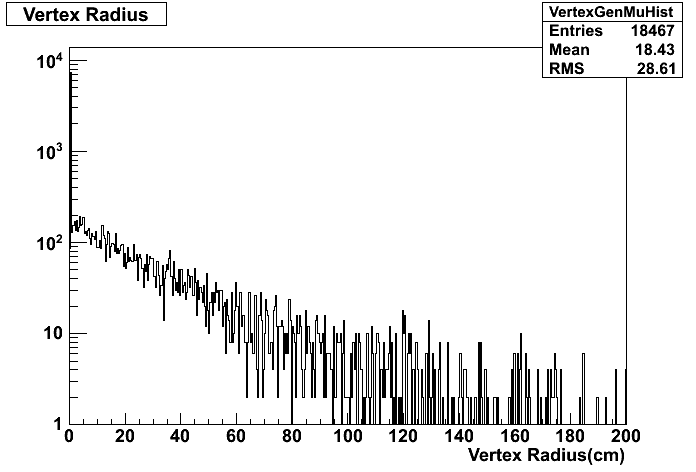 Vertex Radius
VertexGenMuHist
Entries 18467
Mean 18.43
RMS 28.61
10^4
10^3
10^2
10
1
0 20 40 60 80 100 120 140 160 180 200
Vertex Radius(cm)